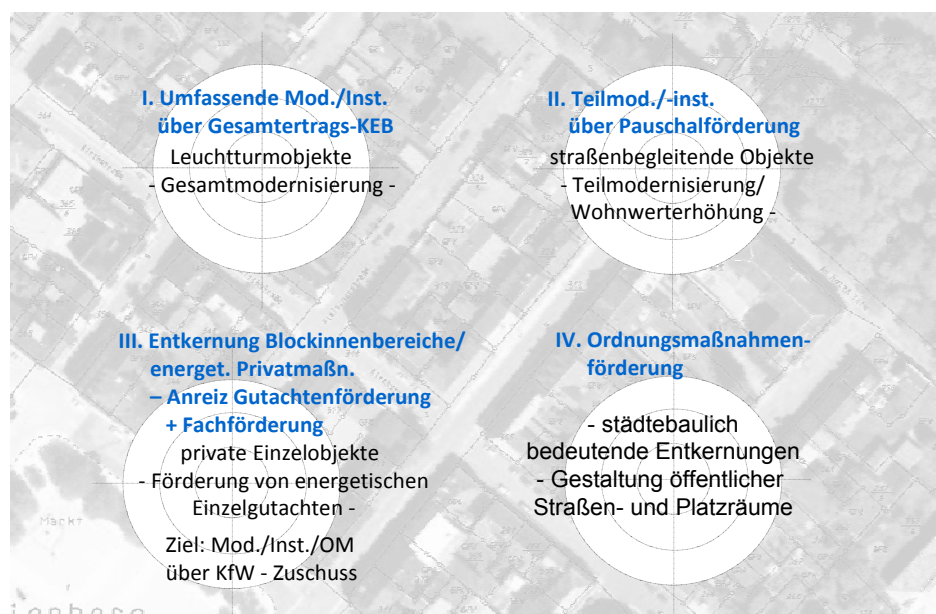 I. Umfassende Mod./Inst.
über Gesamtertrags-KEB
Leuchtturmobjekte
- Gesamtmodernisierung -
II. Teilmod./-inst.
über Pauschalförderung
straßenbegleitende Objekte
- Teilmodernisierung/
Wohnwerterhöhung -
III. Entkernung Blockinnenbereiche/
energet. Privatmaßn.
– Anreiz Gutachtenförderung
+ Fachförderung
private Einzelobjekte
- Förderung von energetischen
Einzelgutachten -
Ziel: Mod./Inst./OM
über KfW - Zuschuss
IV. Ordnungsmaßnahmen-
förderung
- städtebaulich
bedeutende Entkernungen
- Gestaltung öffentlicher
Straßen- und Platzräume
Markt